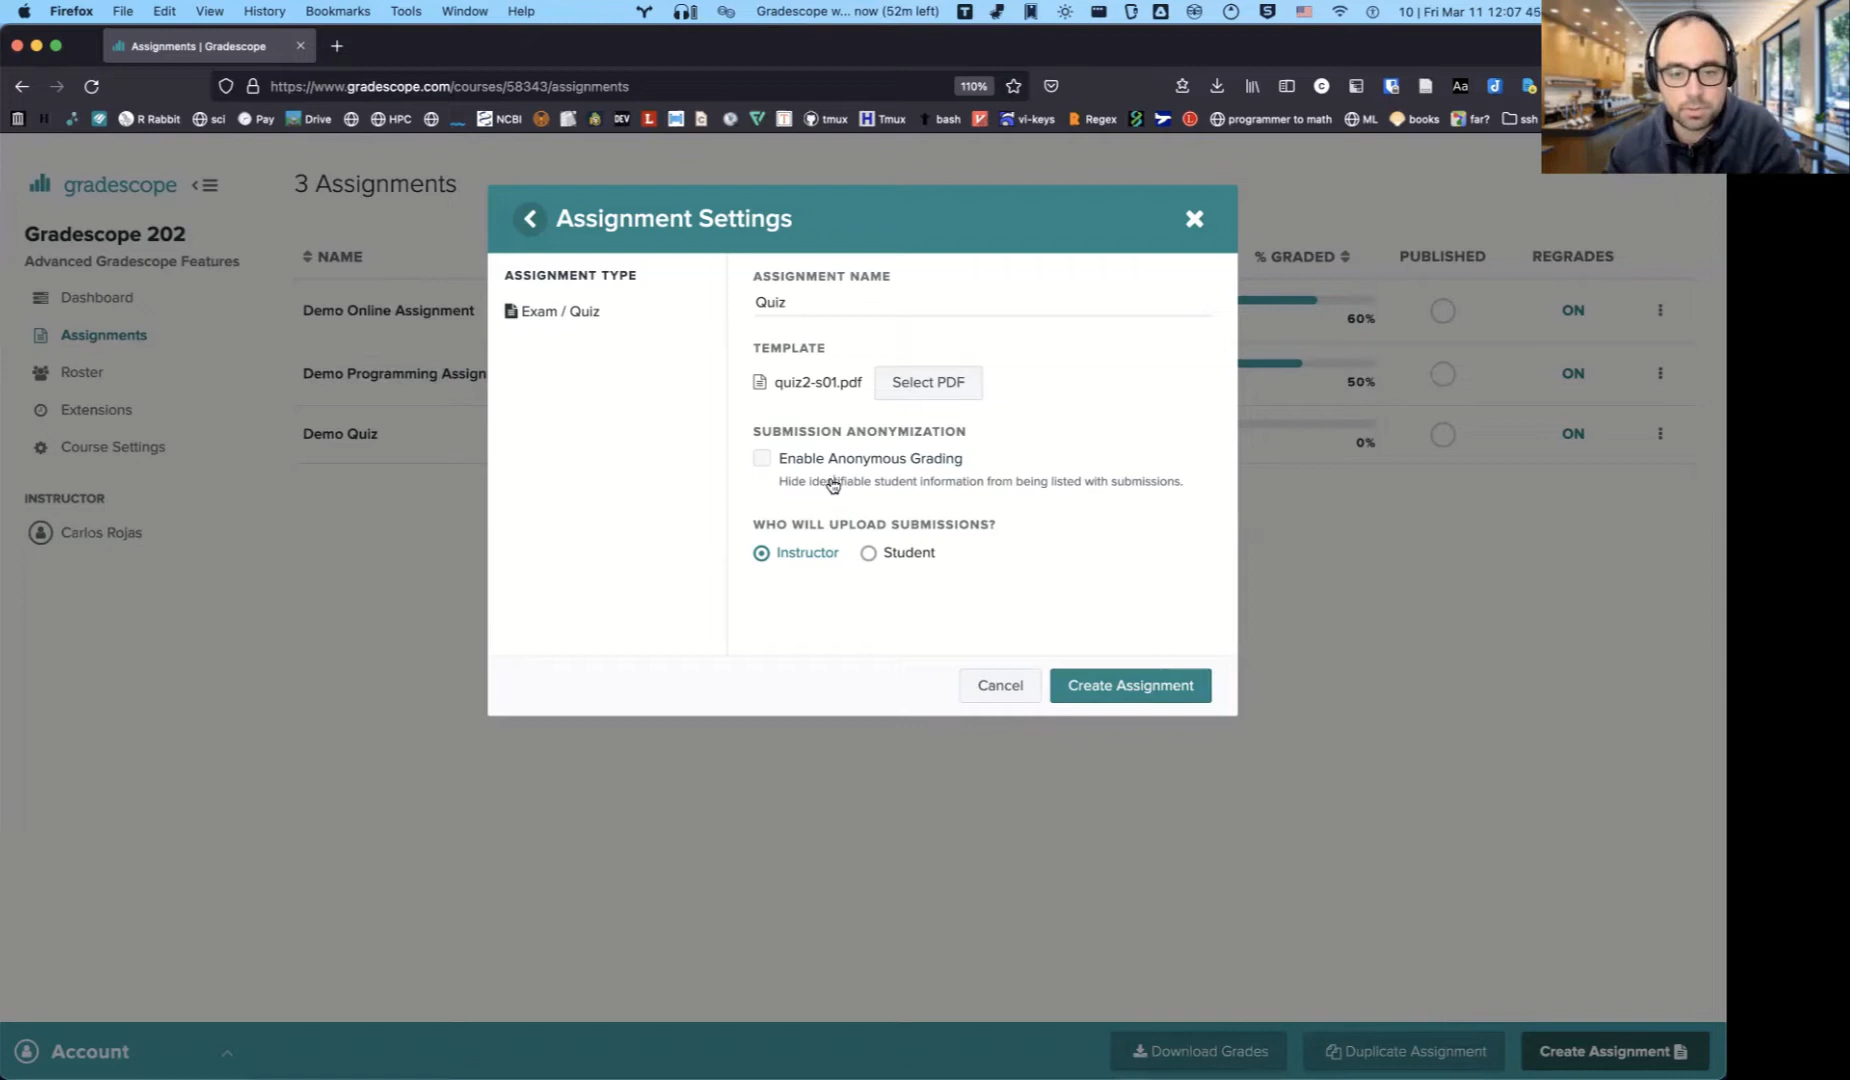 Firefox File Edit View History Bookmarks Tools Window Help Gradescope w... now (52m left) 10 | Fri Mar 11 12:07 45
Assignments | Gradescope
https://www.gradescope.com/courses/58343/assignments 110%
R Rabbit sci Pay Drive HPC NCBI DEV tmux Tmux bash vi-keys Regex programmer to math ML books far? ssh
gradescope
3 Assignments
Assignment Settings
Gradescope 202
Advanced Gradescope Features
NAME
% GRADED
PUBLISHED
REGRADES
Dashboard
Assignments
Roster
Extensions
Course Settings
INSTRUCTOR
Carlos Rojas
Demo Online Assignment
60%
ON
Demo Programming Assign
50%
ON
Demo Quiz
0%
ON
ASSIGNMENT TYPE
Exam / Quiz
ASSIGNMENT NAME
Quiz
TEMPLATE
quiz2-s01.pdf Select PDF
SUBMISSION ANONYMIZATION
Enable Anonymous Grading
Hide identifiable student information from being listed with submissions.
WHO WILL UPLOAD SUBMISSIONS?
Instructor Student
Cancel Create Assignment
Account
Download Grades
Duplicate Assignment
Create Assignment